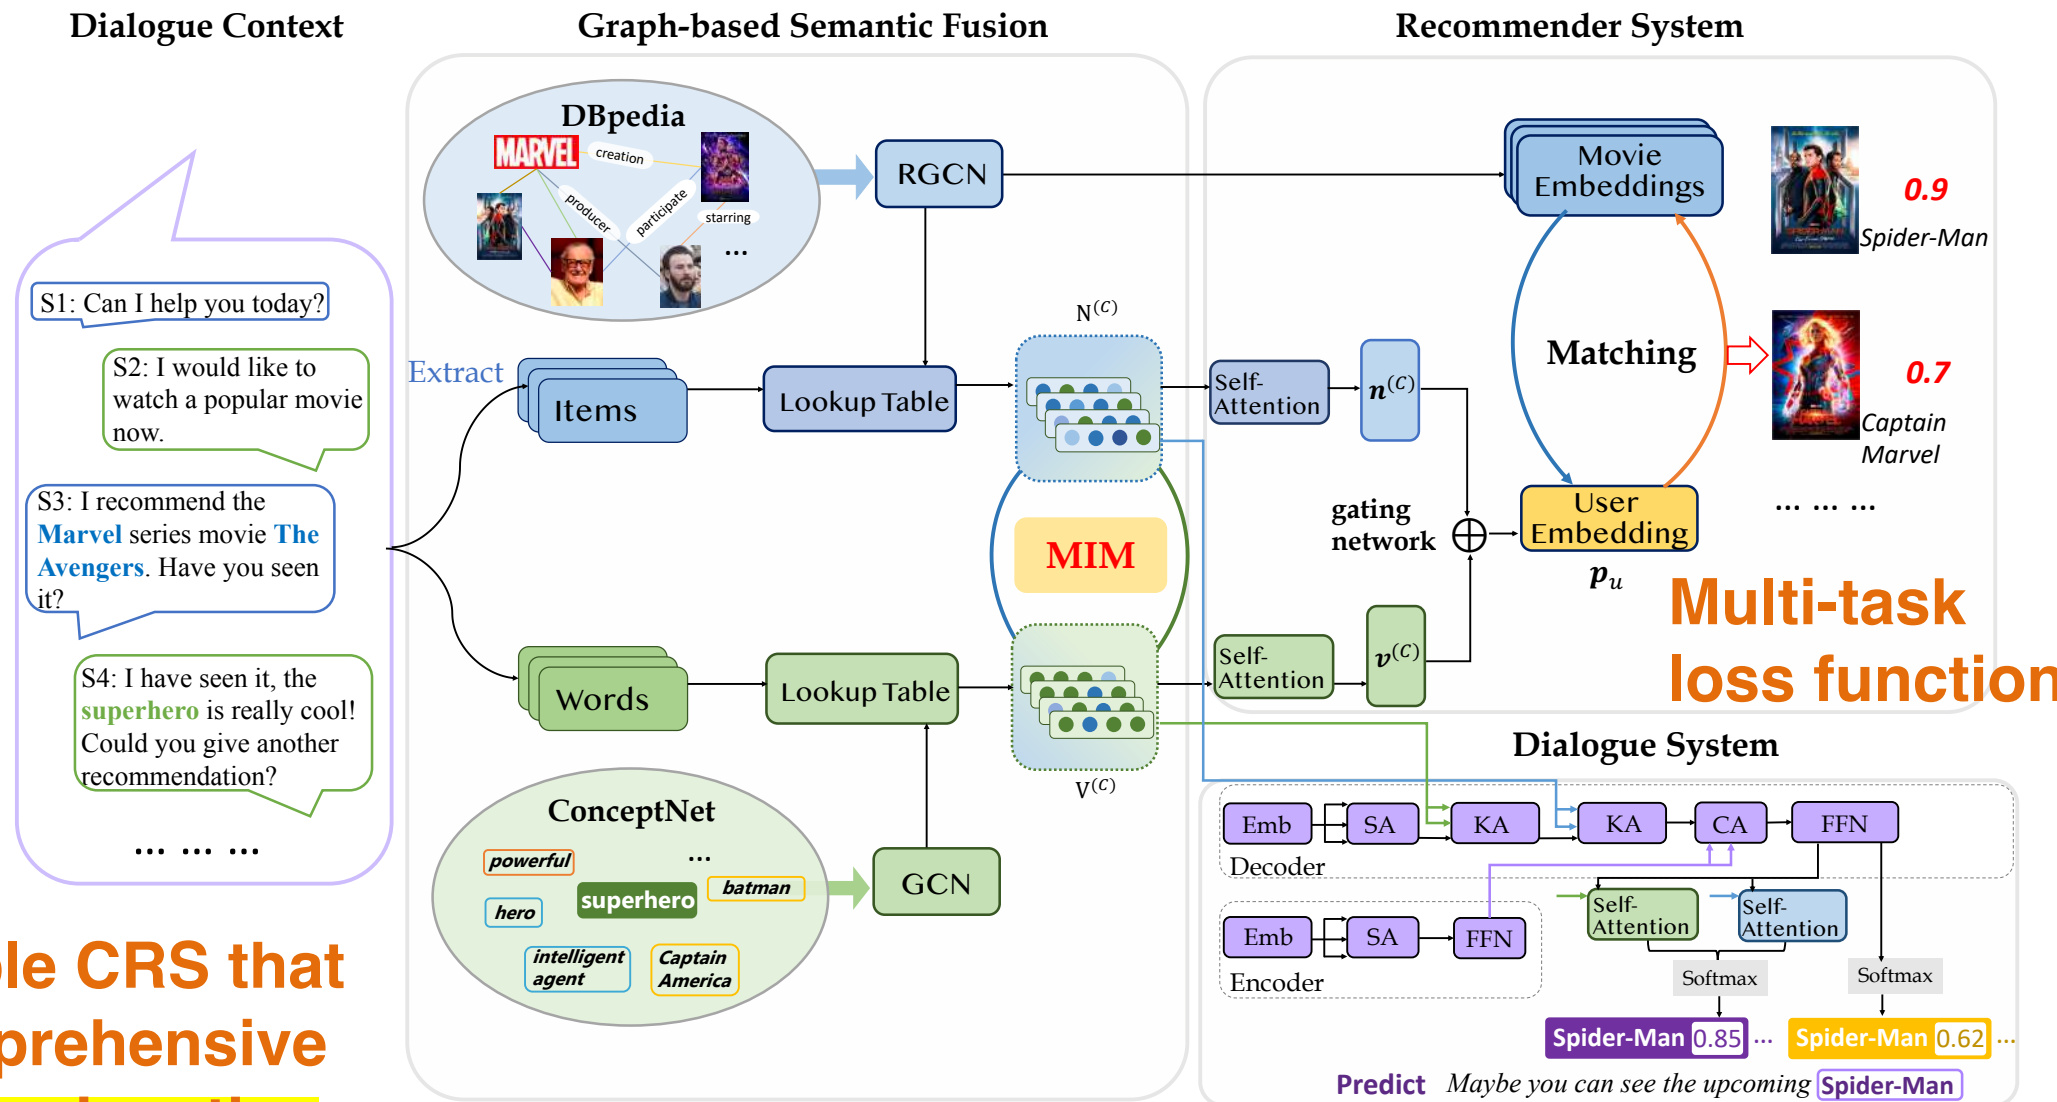 Dialogue Context
Graph-based Semantic Fusion
Recommender System
S1: Can I help you today?
S2: I would like to
watch a popular movie
now.
S3: I recommend the
Marvel series movie The
Avengers. Have you seen
it?
S4: I have seen it, the
superhero is really cool!
Could you give another
recommendation?
... ... ...
DBpedia
MARVEL
creation
producer
participate
starring
...
RGCN
Extract
Items
Lookup Table
N(C)
MIM
Words
Lookup Table
V(C)
ConceptNet
powerful
...
superhero
batman
hero
intelligent
agent
Captain
America
GCN
Movie
Embeddings
0.9
Spider-Man
Matching
0.7
Captain
Marvel
... ... ...
Self-
Attention
n(C)
gating
network
User
Embedding
pu
Self-
Attention
v(C)
Multi-task
loss function
Dialogue System
Emb
SA
KA
KA
CA
FFN
Decoder
Emb
SA
FFN
Encoder
Self-
Attention
Self-
Attention
Softmax
Softmax
Spider-Man 0.85 ...
Spider-Man 0.62 ...
Predict Maybe you can see the upcoming Spider-Man
CRS that
prehensive